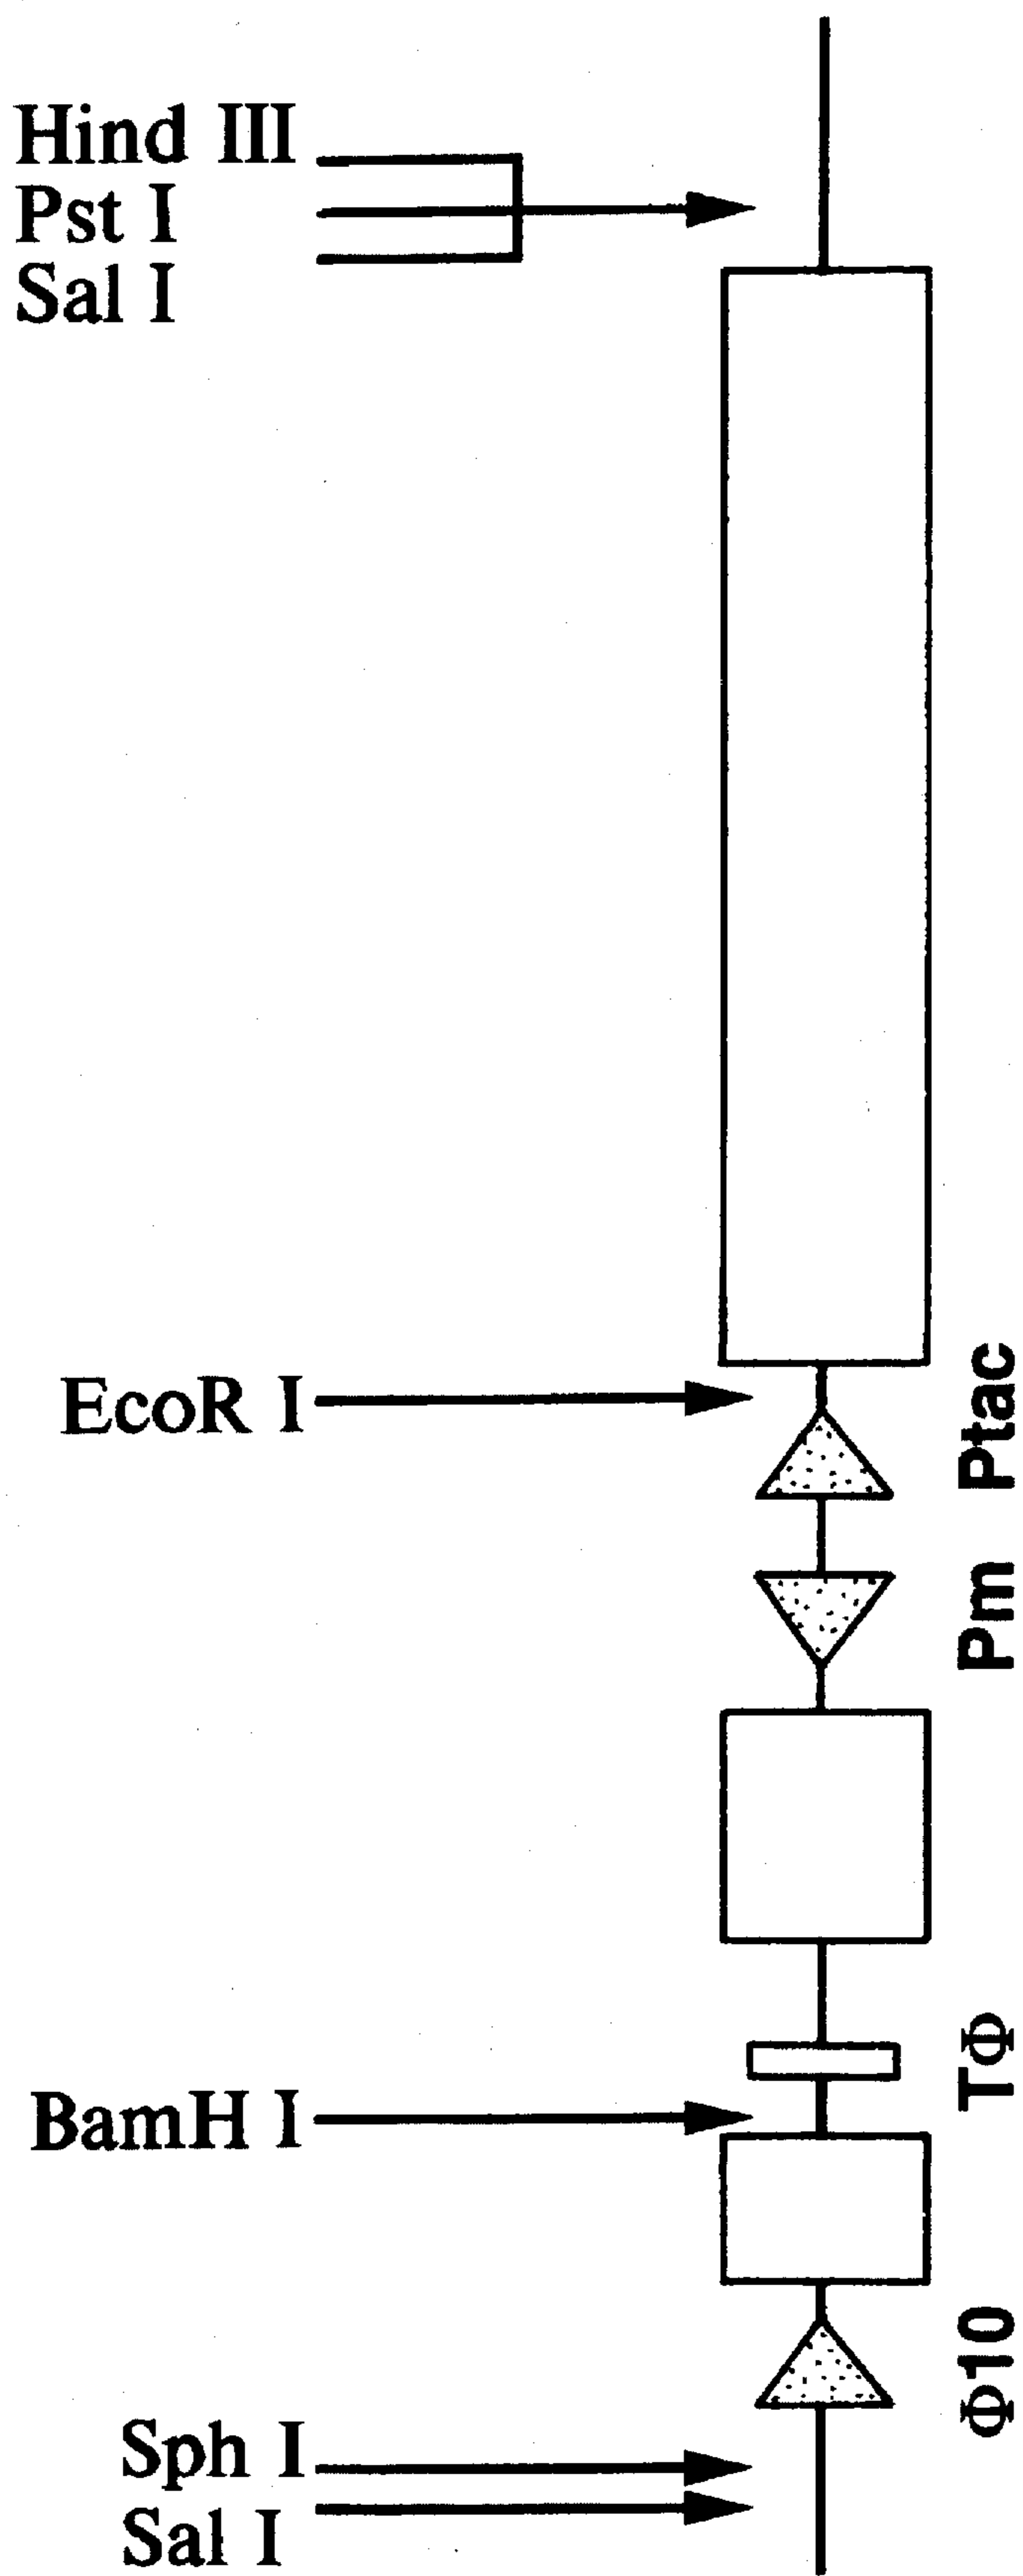 Hind III
Pst I
Sal I
EcoR I
Ptac
Pm
TΦ
BamH I
Φ10
Sph I
Sal I